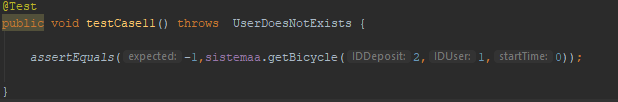 @Test
public void testCase11() throws  UserDoesNotExists {
assertEquals( expected: -1,sistemaa.getBicycle( IDDeposit: 2, IDUser: 1, startTime: 0));
}